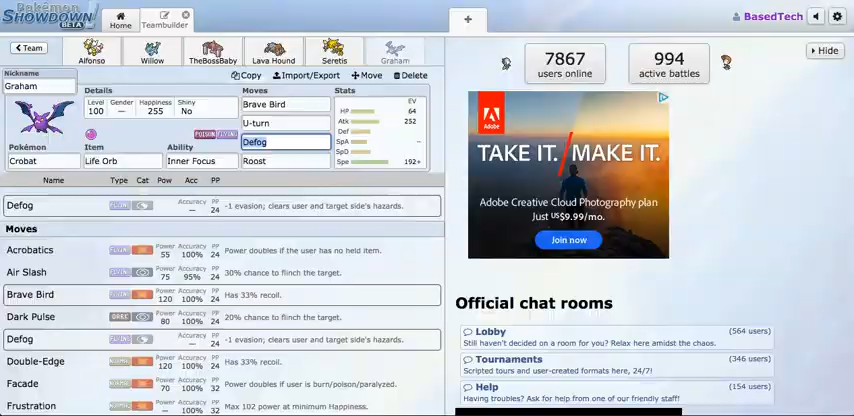 Pokémon
SHOWDOWN
BETA
Home
Teambuilder
+
BasedTech
Team
Alfonso
Willow
TheBossBaby
Lava Hound
Seretis
Graham
7867
users online
994
active battles
Hide
Copy
Import/Export
Move
Delete
Nickname
Graham
Details
Level
100
Gender
—
Happiness
255
Shiny
No
Moves
Brave Bird
U-turn
Defog
Roost
Stats
EV
HP
64
Atk
252
Def
SpA
–
SpD
Spe
192+
POISON
FLYING
Pokémon
Crobat
Item
Life Orb
Ability
Inner Focus
Name
Type
Cat
Pow
Acc
PP
Defog
Accuracy
—
PP
24
-1 evasion; clears user and target side's hazards.
Moves
Acrobatics
Power
55
Accuracy
100%
PP
24
Power doubles if the user has no held item.
Air Slash
Power
75
Accuracy
95%
PP
24
30% chance to flinch the target.
Brave Bird
Power
120
Accuracy
100%
PP
24
Has 33% recoil.
Dark Pulse
DARK
Power
80
Accuracy
100%
PP
24
20% chance to flinch the target.
Defog
Accuracy
—
PP
24
-1 evasion; clears user and target side's hazards.
Double-Edge
Power
120
Accuracy
100%
PP
24
Has 33% recoil.
Facade
Power
70
Accuracy
100%
PP
32
Power doubles if user is burn/poison/paralyzed.
Frustration
Power
—
Accuracy
100%
PP
32
Max 102 power at minimum Happiness.
Adobe
TAKE IT. / MAKE IT.
Adobe Creative Cloud Photography plan
Just US$9.99/mo.
Join now
Official chat rooms
Lobby
(564 users)
Still haven't decided on a room for you? Relax here amidst the chaos.
Tournaments
(346 users)
Scripted tours and user-created formats here, 24/7!
Help
(154 users)
Having troubles? Ask for help from one of our friendly staff!